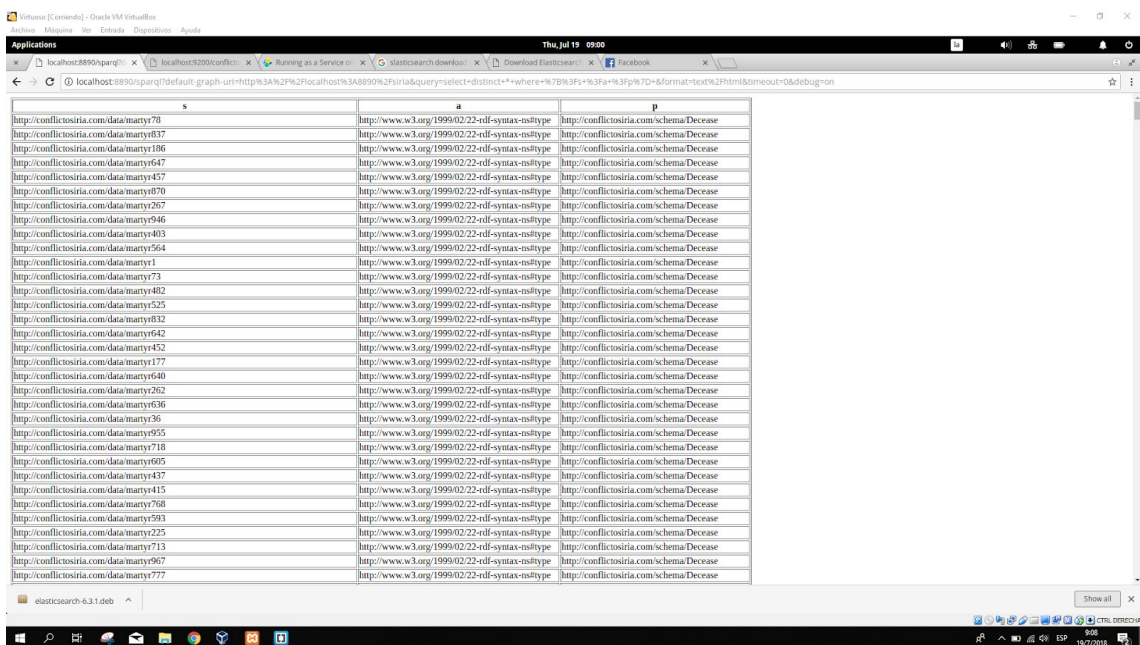 Virtuoso [Corriendo] - Oracle VM VirtualBox
Archivo Máquina Ver Entrada Dispositivos Ayuda
Applications Thu, Jul 19 09:00 la
localhost:8890/sparql localhost:9200/conflicto Running as a Service on slasticsearch download Download Elasticsearch Facebook
localhost:8890/sparql?default-graph-uri=http%3A%2F%2Flocalhost%3A8890%2Fsiria&query=select+distinct+*+where+%7B%3Fs+%3Fa+%3Fp%7D+&format=text%2Fhtml&timeout=0&debug=on
s a p
http://conflictosiria.com/data/martyr78 http://www.w3.org/1999/02/22-rdf-syntax-ns#type http://conflictosiria.com/schema/Decease
http://conflictosiria.com/data/martyr837 http://www.w3.org/1999/02/22-rdf-syntax-ns#type http://conflictosiria.com/schema/Decease
http://conflictosiria.com/data/martyr186 http://www.w3.org/1999/02/22-rdf-syntax-ns#type http://conflictosiria.com/schema/Decease
http://conflictosiria.com/data/martyr647 http://www.w3.org/1999/02/22-rdf-syntax-ns#type http://conflictosiria.com/schema/Decease
http://conflictosiria.com/data/martyr457 http://www.w3.org/1999/02/22-rdf-syntax-ns#type http://conflictosiria.com/schema/Decease
http://conflictosiria.com/data/martyr870 http://www.w3.org/1999/02/22-rdf-syntax-ns#type http://conflictosiria.com/schema/Decease
http://conflictosiria.com/data/martyr267 http://www.w3.org/1999/02/22-rdf-syntax-ns#type http://conflictosiria.com/schema/Decease
http://conflictosiria.com/data/martyr946 http://www.w3.org/1999/02/22-rdf-syntax-ns#type http://conflictosiria.com/schema/Decease
http://conflictosiria.com/data/martyr403 http://www.w3.org/1999/02/22-rdf-syntax-ns#type http://conflictosiria.com/schema/Decease
http://conflictosiria.com/data/martyr564 http://www.w3.org/1999/02/22-rdf-syntax-ns#type http://conflictosiria.com/schema/Decease
http://conflictosiria.com/data/martyr1 http://www.w3.org/1999/02/22-rdf-syntax-ns#type http://conflictosiria.com/schema/Decease
http://conflictosiria.com/data/martyr73 http://www.w3.org/1999/02/22-rdf-syntax-ns#type http://conflictosiria.com/schema/Decease
http://conflictosiria.com/data/martyr482 http://www.w3.org/1999/02/22-rdf-syntax-ns#type http://conflictosiria.com/schema/Decease
http://conflictosiria.com/data/martyr525 http://www.w3.org/1999/02/22-rdf-syntax-ns#type http://conflictosiria.com/schema/Decease
http://conflictosiria.com/data/martyr832 http://www.w3.org/1999/02/22-rdf-syntax-ns#type http://conflictosiria.com/schema/Decease
http://conflictosiria.com/data/martyr642 http://www.w3.org/1999/02/22-rdf-syntax-ns#type http://conflictosiria.com/schema/Decease
http://conflictosiria.com/data/martyr452 http://www.w3.org/1999/02/22-rdf-syntax-ns#type http://conflictosiria.com/schema/Decease
http://conflictosiria.com/data/martyr177 http://www.w3.org/1999/02/22-rdf-syntax-ns#type http://conflictosiria.com/schema/Decease
http://conflictosiria.com/data/martyr640 http://www.w3.org/1999/02/22-rdf-syntax-ns#type http://conflictosiria.com/schema/Decease
http://conflictosiria.com/data/martyr262 http://www.w3.org/1999/02/22-rdf-syntax-ns#type http://conflictosiria.com/schema/Decease
http://conflictosiria.com/data/martyr636 http://www.w3.org/1999/02/22-rdf-syntax-ns#type http://conflictosiria.com/schema/Decease
http://conflictosiria.com/data/martyr36 http://www.w3.org/1999/02/22-rdf-syntax-ns#type http://conflictosiria.com/schema/Decease
http://conflictosiria.com/data/martyr955 http://www.w3.org/1999/02/22-rdf-syntax-ns#type http://conflictosiria.com/schema/Decease
http://conflictosiria.com/data/martyr718 http://www.w3.org/1999/02/22-rdf-syntax-ns#type http://conflictosiria.com/schema/Decease
http://conflictosiria.com/data/martyr605 http://www.w3.org/1999/02/22-rdf-syntax-ns#type http://conflictosiria.com/schema/Decease
http://conflictosiria.com/data/martyr437 http://www.w3.org/1999/02/22-rdf-syntax-ns#type http://conflictosiria.com/schema/Decease
http://conflictosiria.com/data/martyr415 http://www.w3.org/1999/02/22-rdf-syntax-ns#type http://conflictosiria.com/schema/Decease
http://conflictosiria.com/data/martyr768 http://www.w3.org/1999/02/22-rdf-syntax-ns#type http://conflictosiria.com/schema/Decease
http://conflictosiria.com/data/martyr593 http://www.w3.org/1999/02/22-rdf-syntax-ns#type http://conflictosiria.com/schema/Decease
http://conflictosiria.com/data/martyr225 http://www.w3.org/1999/02/22-rdf-syntax-ns#type http://conflictosiria.com/schema/Decease
http://conflictosiria.com/data/martyr713 http://www.w3.org/1999/02/22-rdf-syntax-ns#type http://conflictosiria.com/schema/Decease
http://conflictosiria.com/data/martyr967 http://www.w3.org/1999/02/22-rdf-syntax-ns#type http://conflictosiria.com/schema/Decease
http://conflictosiria.com/data/martyr777 http://www.w3.org/1999/02/22-rdf-syntax-ns#type http://conflictosiria.com/schema/Decease
elasticsearch-6.3.1.deb Show all
CTRL DERECHA
ESP 9:08
19/7/2018